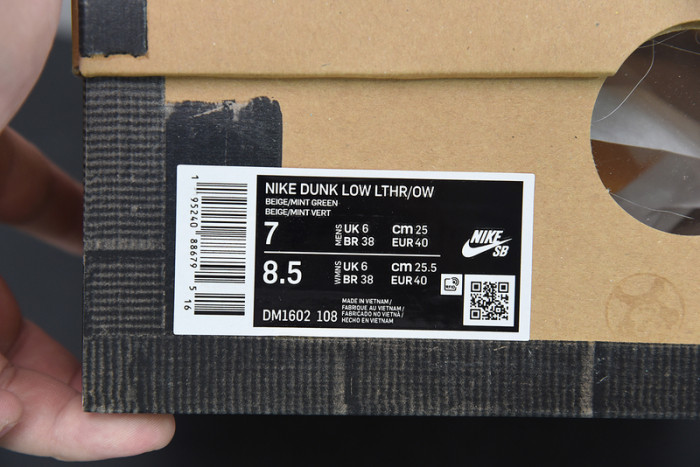 NIKE DUNK LOW LTHR/OW
BEIGE/MINT GREEN
BEIGE/MINT VERT
7 MENS UK 6 cm 25
BR 38 EUR 40
8.5 WMNS UK 6 cm 25.5
BR 38 EUR 40
DM1602 108
MADE IN VIETNAM/
FABRIQUE AU VIETNAM/
FABRICADO NO VIETNÃ/
HECHO EN VIETNAM
NIKE
SB
1 95240 88679 5 16